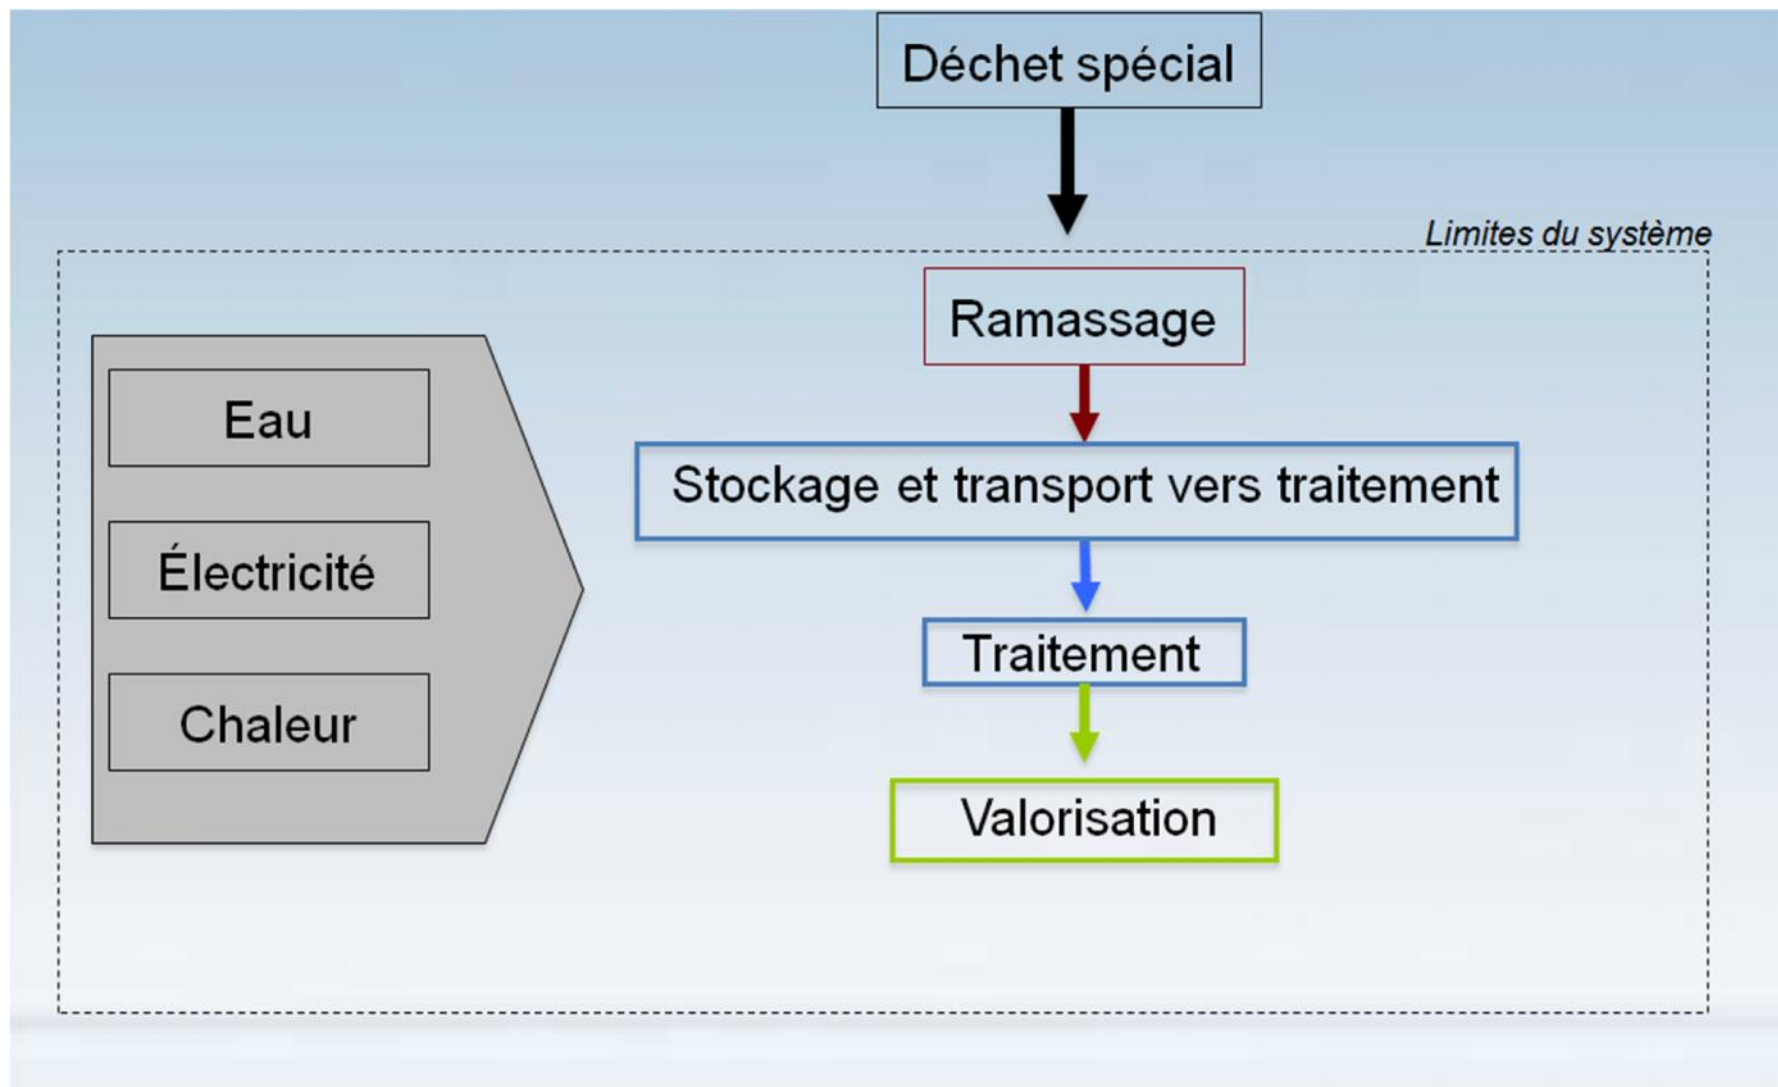 Déchet spécial
Limites du système
Ramassage
Eau
Stockage et transport vers traitement
Électricité
Traitement
Chaleur
Valorisation